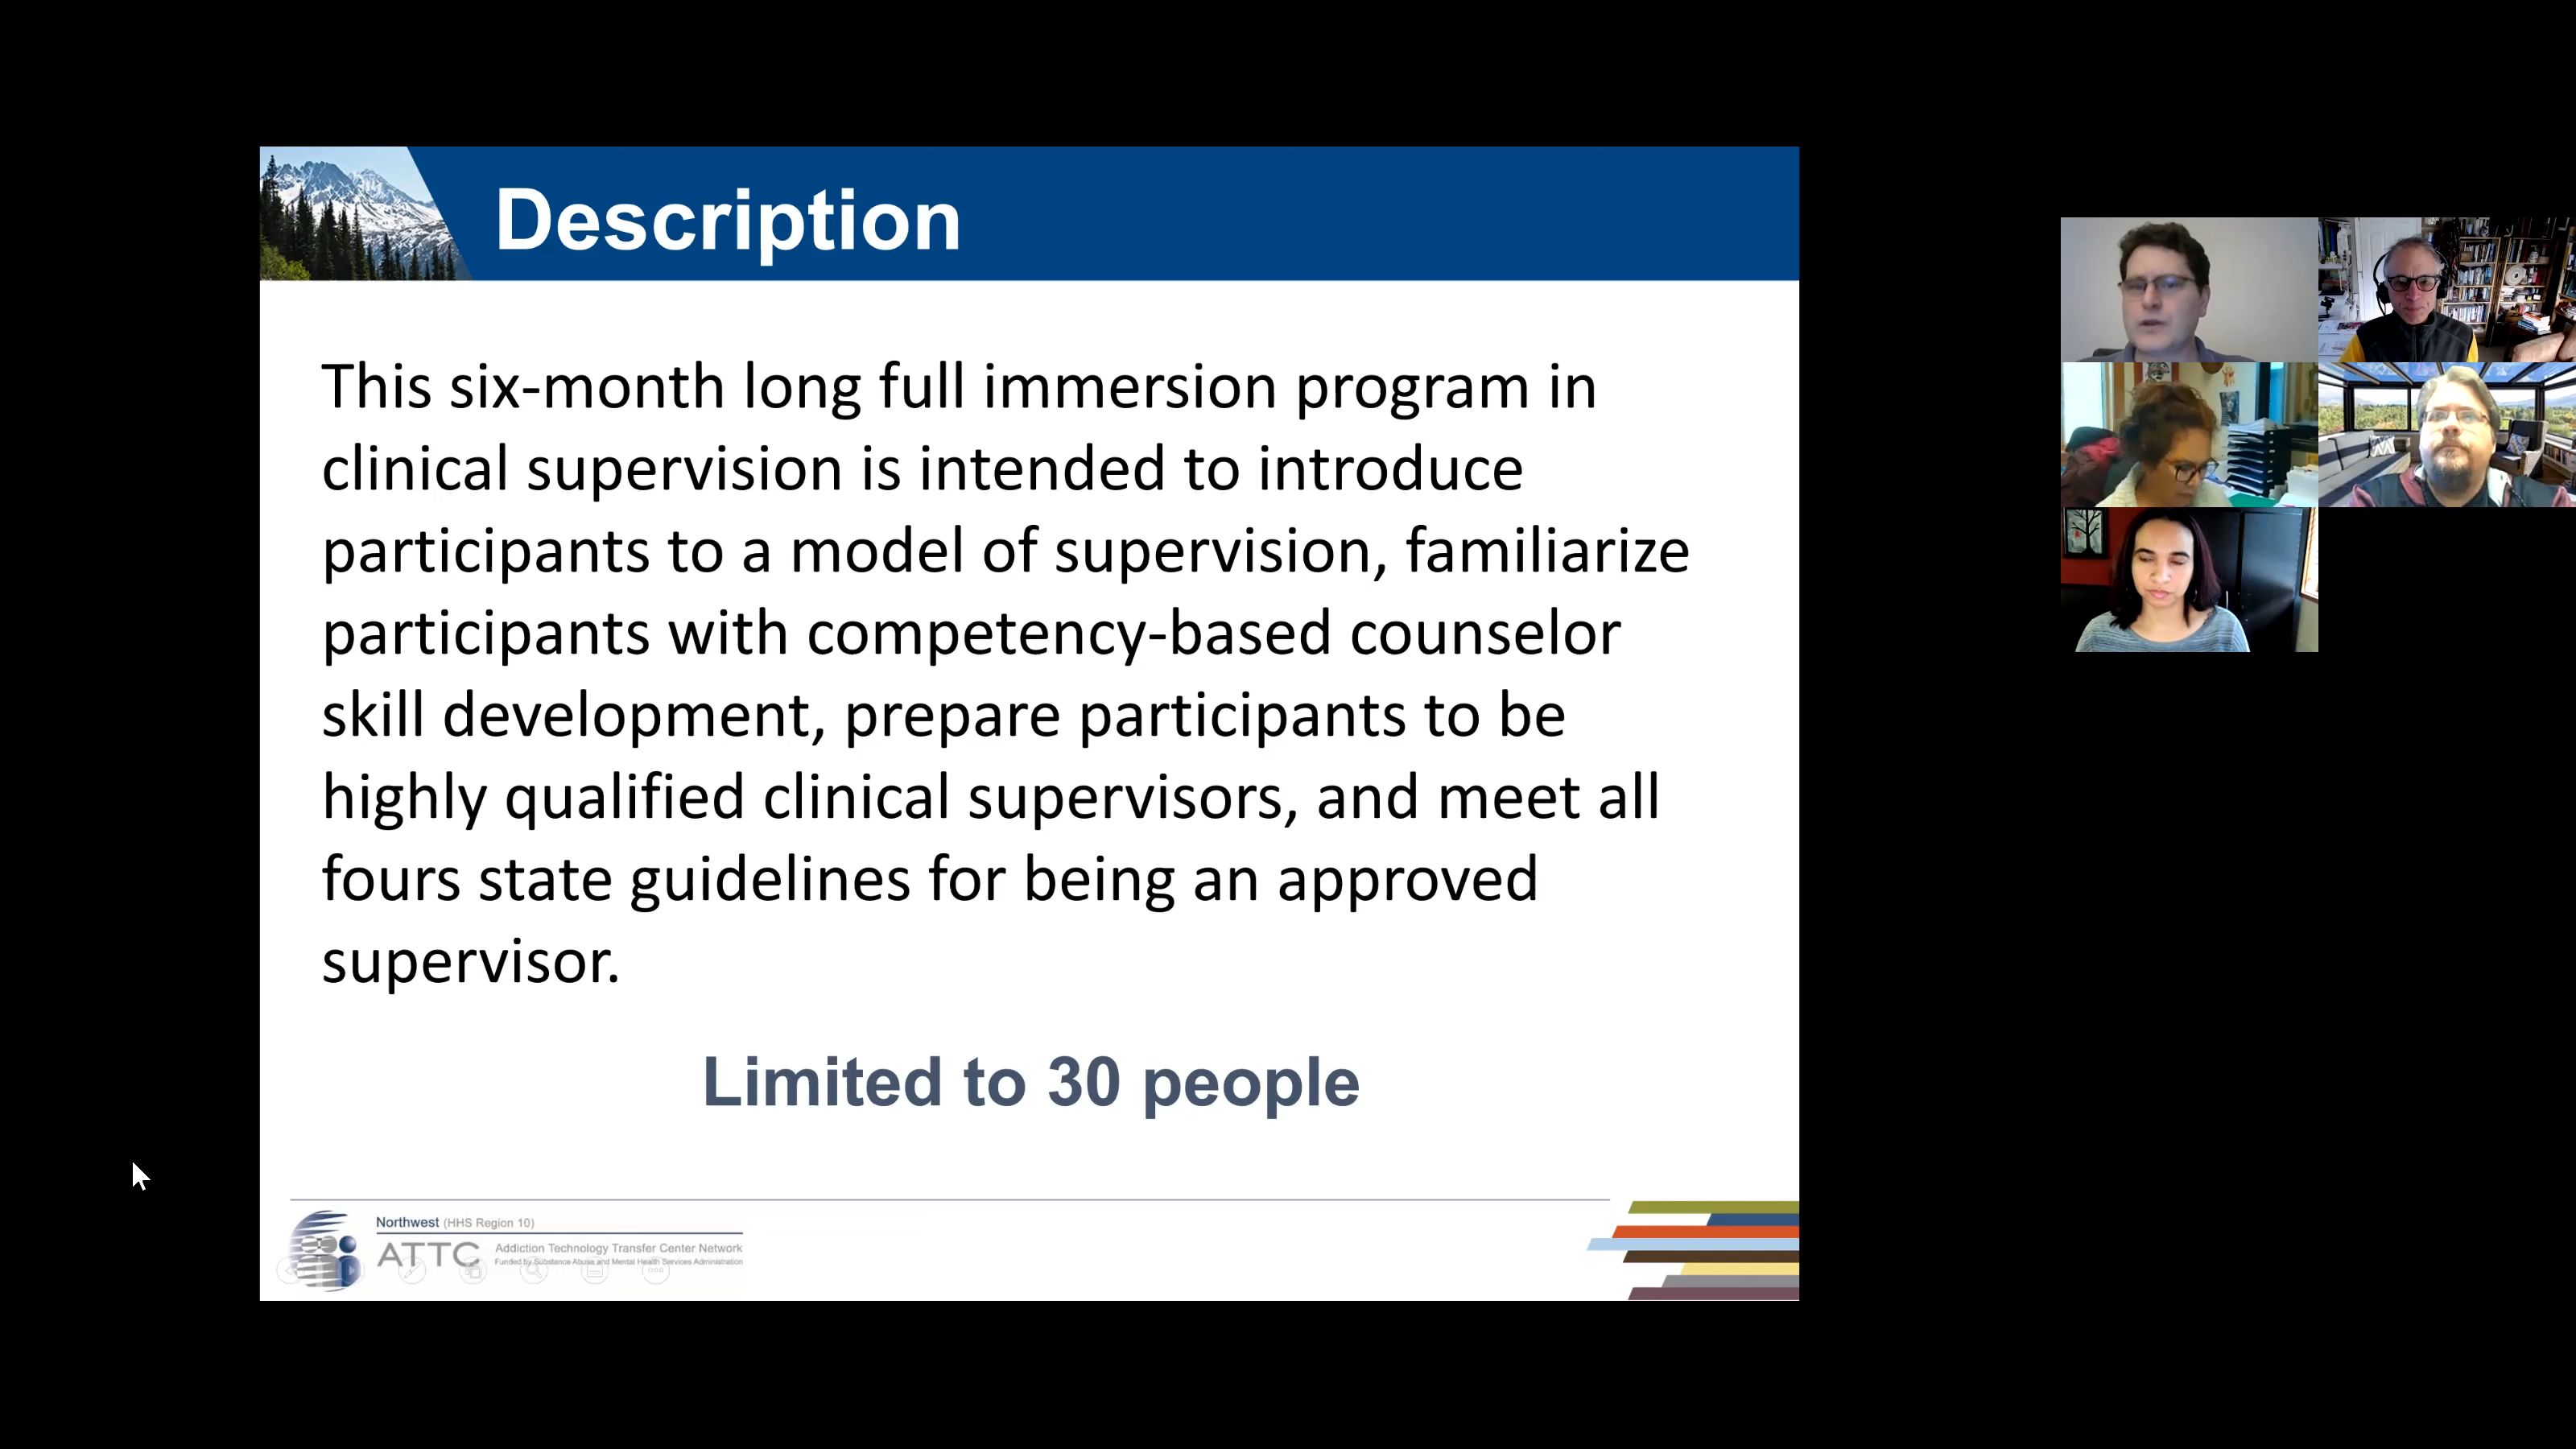 Description
This six-month long full immersion program in
clinical supervision is intended to introduce
participants to a model of supervision, familiarize
participants with competency-based counselor
skill development, prepare participants to be
highly qualified clinical supervisors, and meet all
fours state guidelines for being an approved
supervisor.
Limited to 30 people
Northwest (HHS Region 10)
ATTC Addiction Technology Transfer Center Network
Funded by Substance Abuse and Mental Health Services Administration